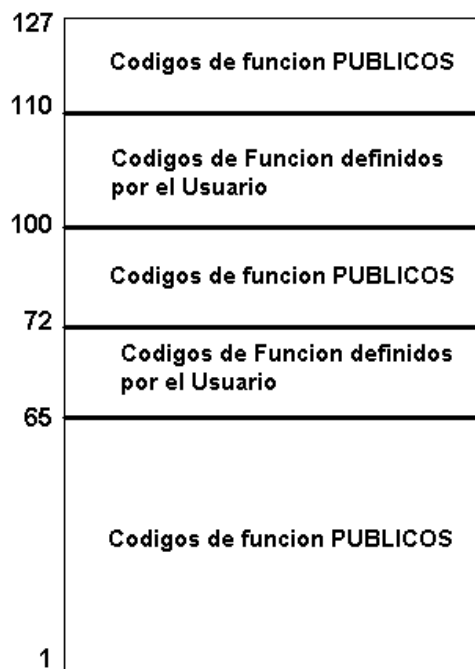 127
Codigos de funcion PUBLICOS
110
Codigos de Funcion definidos
por el Usuario
100
Codigos de funcion PUBLICOS
72
Codigos de Funcion definidos
por el Usuario
65
Codigos de funcion PUBLICOS
1